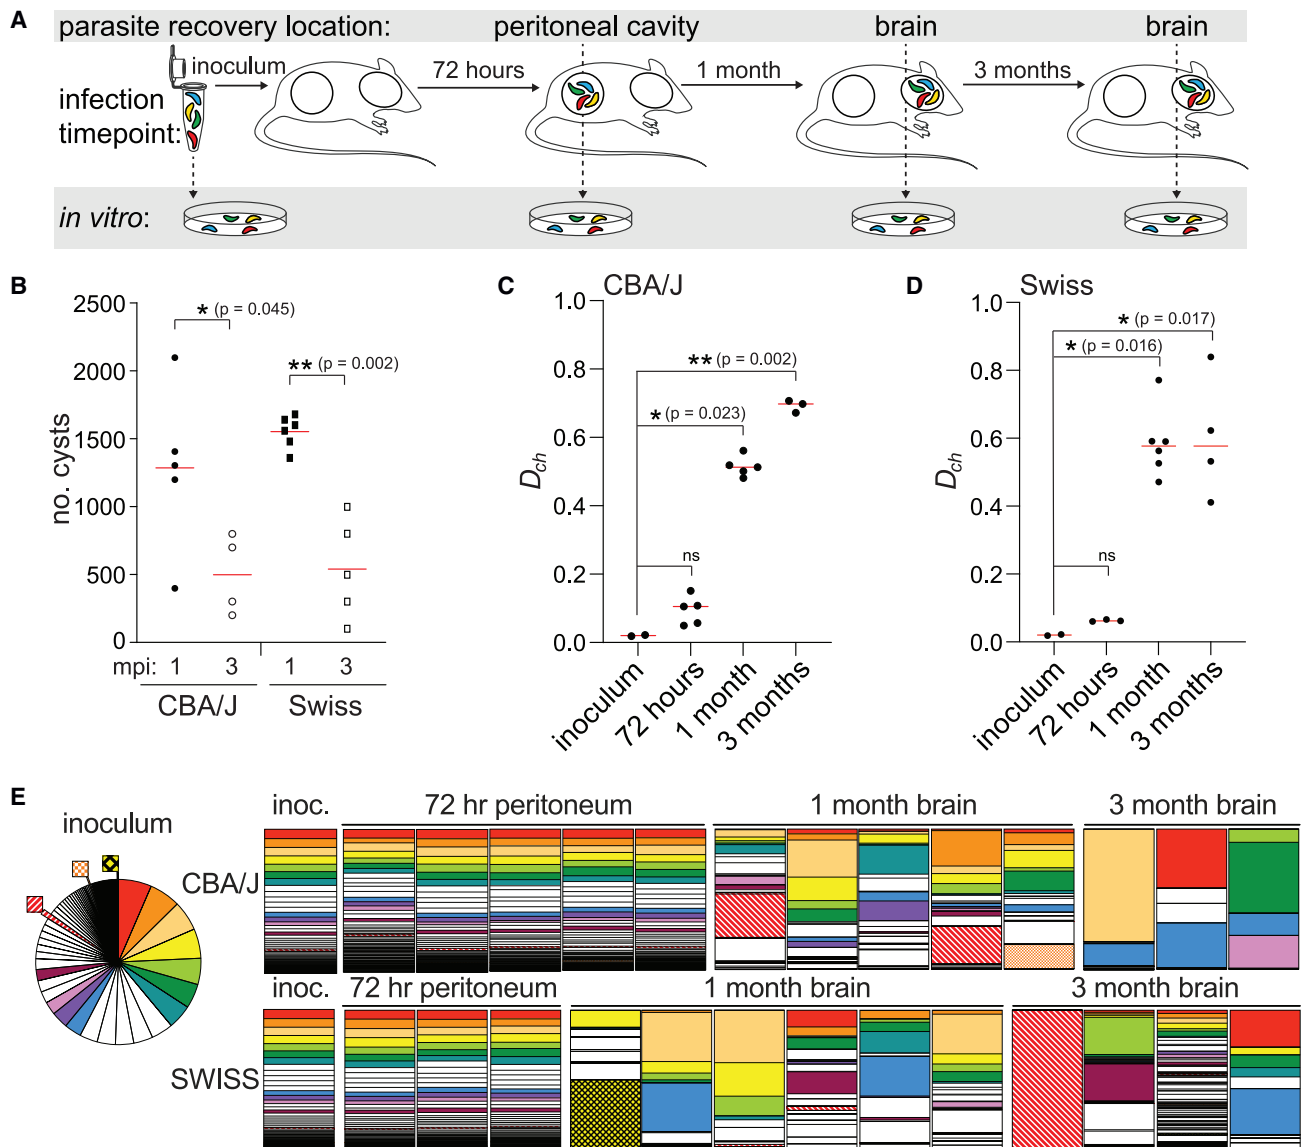 A
parasite recovery location: peritoneal cavity brain brain
inoculum 72 hours 1 month 3 months
infection
timepoint:
in vitro:
B
2500
2000
1500
1000
500
0
no. cysts
* (p = 0.045)
** (p = 0.002)
mpi: 1 3 1 3
CBA/J Swiss
C
CBA/J
1.0
0.8
0.6
0.4
0.2
0.0
Dch
** (p = 0.002)
* (p = 0.023)
ns
inoculum
72 hours
1 month
3 months
D
Swiss
1.0
0.8
0.6
0.4
0.2
0.0
Dch
* (p = 0.017)
* (p = 0.016)
ns
inoculum
72 hours
1 month
3 months
E
inoculum
inoc. 72 hr peritoneum 1 month brain 3 month brain
CBA/J
inoc. 72 hr peritoneum 1 month brain 3 month brain
SWISS